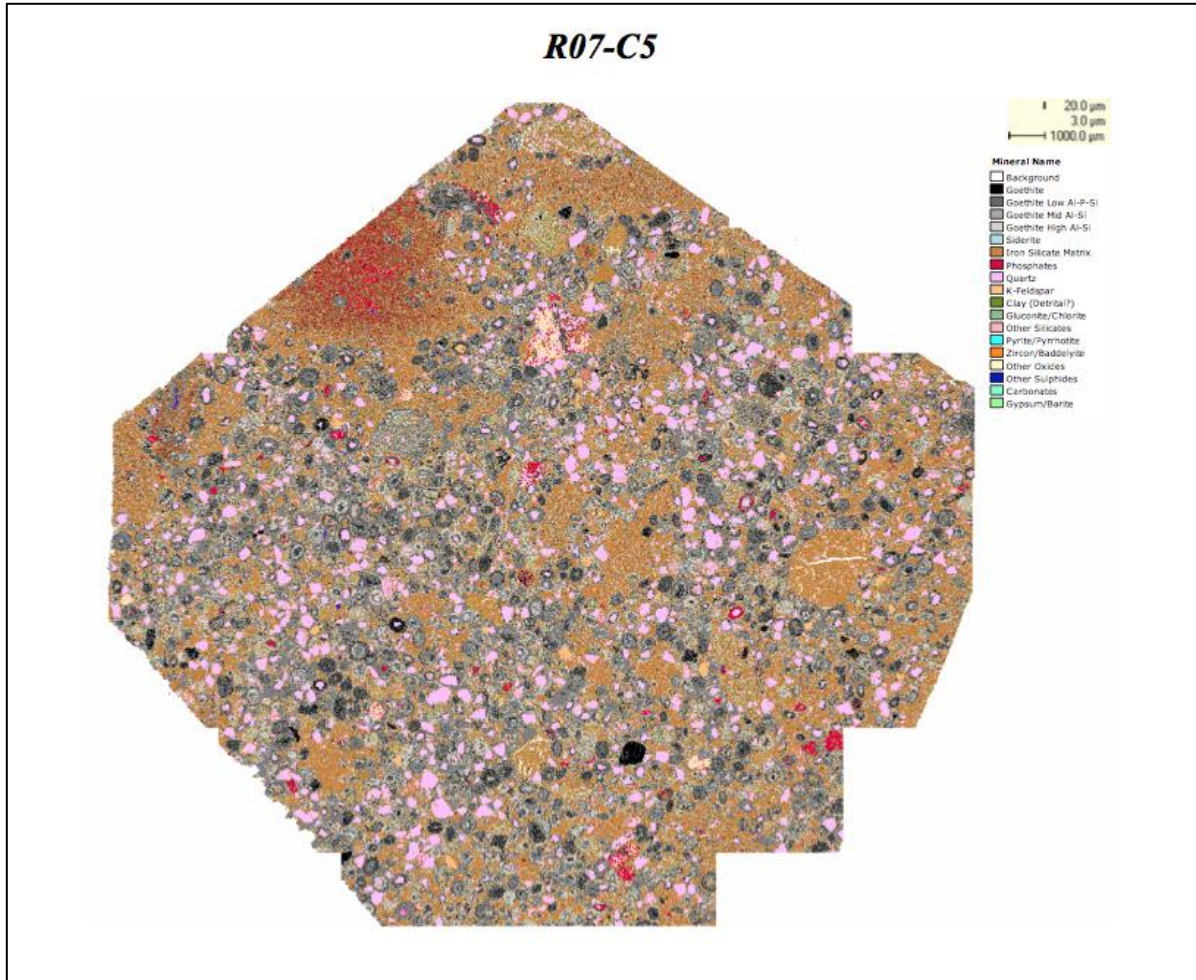 R07-C5
20.0 µm
3.0 µm
1000.0 µm
Mineral Name
Background
Goethite
Goethite Low Al-P-Si
Goethite Mid Al-Si
Goethite High Al-Si
Siderite
Iron Silicate Matrix
Phosphates
Quartz
K-Feldspar
Clay (Detrital?)
Gluconite/Chlorite
Other Silicates
Pyrite/Pyrrhotite
Zircon/Baddelyite
Other Oxides
Other Sulphides
Carbonates
Gypsum/Barite